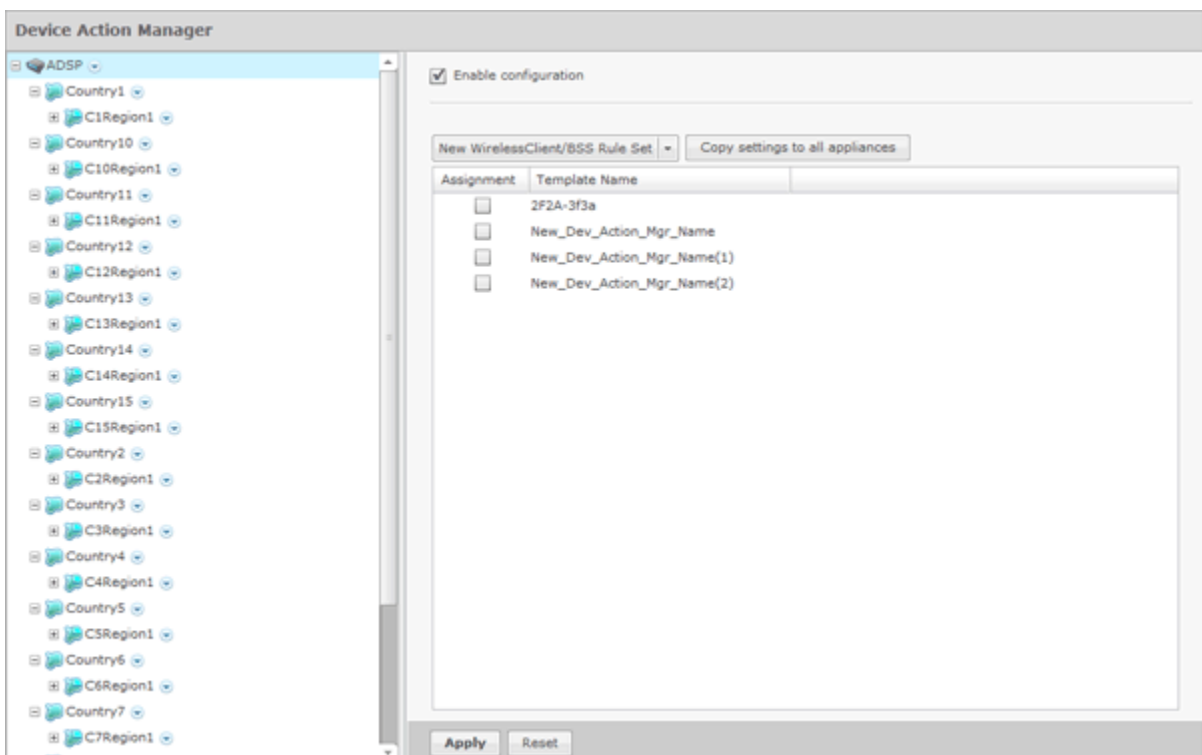 Device Action Manager
ADSP
Country1
C1Region1
Country10
C10Region1
Country11
C11Region1
Country12
C12Region1
Country13
C13Region1
Country14
C14Region1
Country15
C15Region1
Country2
C2Region1
Country3
C3Region1
Country4
C4Region1
Country5
C5Region1
Country6
C6Region1
Country7
C7Region1
Enable configuration
New WirelessClient/BSS Rule Set
Copy settings to all appliances
Assignment Template Name
2F2A-3f3a
New_Dev_Action_Mgr_Name
New_Dev_Action_Mgr_Name(1)
New_Dev_Action_Mgr_Name(2)
Apply Reset